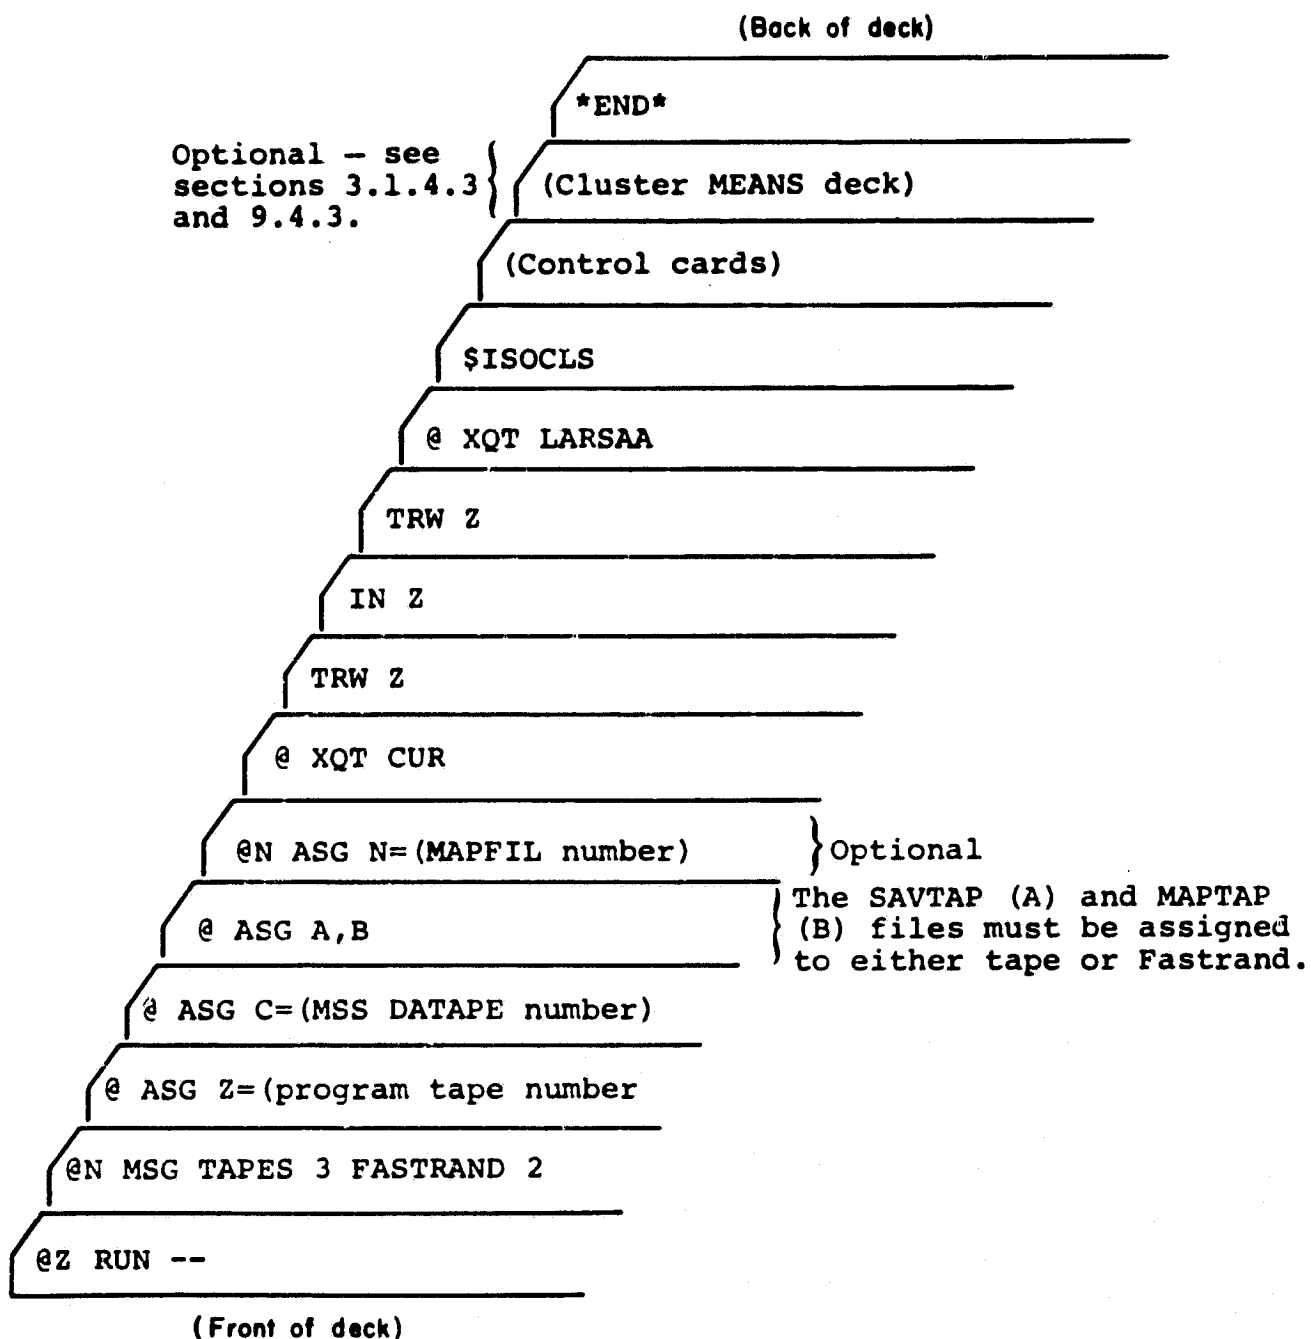 (Back of deck)
*END*
Optional — see
sections 3.1.4.3
and 9.4.3.
(Cluster MEANS deck)
(Control cards)
$ISOCLS
@ XQT LARSAA
TRW Z
IN Z
TRW Z
@ XQT CUR
@N ASG N=(MAPFIL number)
Optional
@ ASG A,B
The SAVTAP (A) and MAPTAP
(B) files must be assigned
to either tape or Fastrand.
@ ASG C=(MSS DATAPE number)
@ ASG Z=(program tape number
@N MSG TAPES 3 FASTRAND 2
@Z RUN --
(Front of deck)